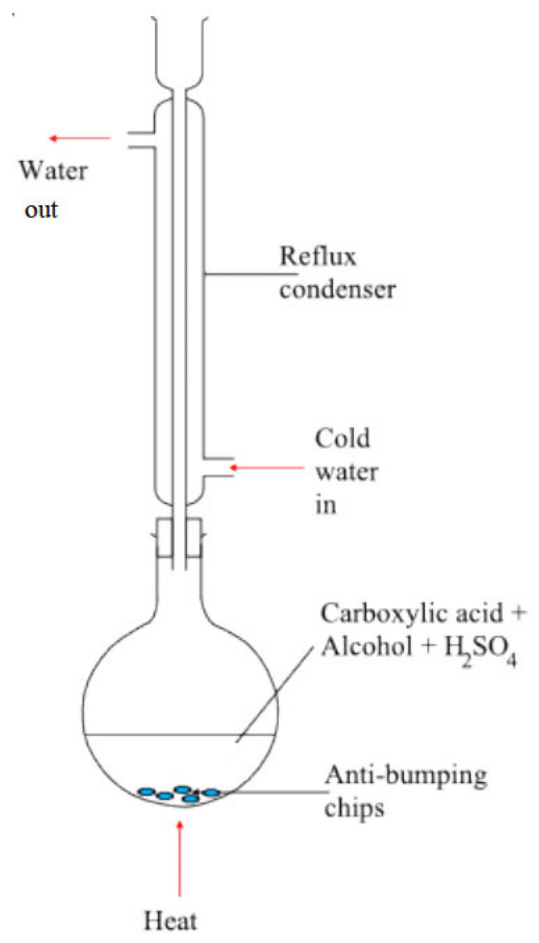 Water
out
Reflux
condenser
Cold
water
in
Carboxylic acid +
Alcohol + H₂SO₄
Anti-bumping
chips
Heat